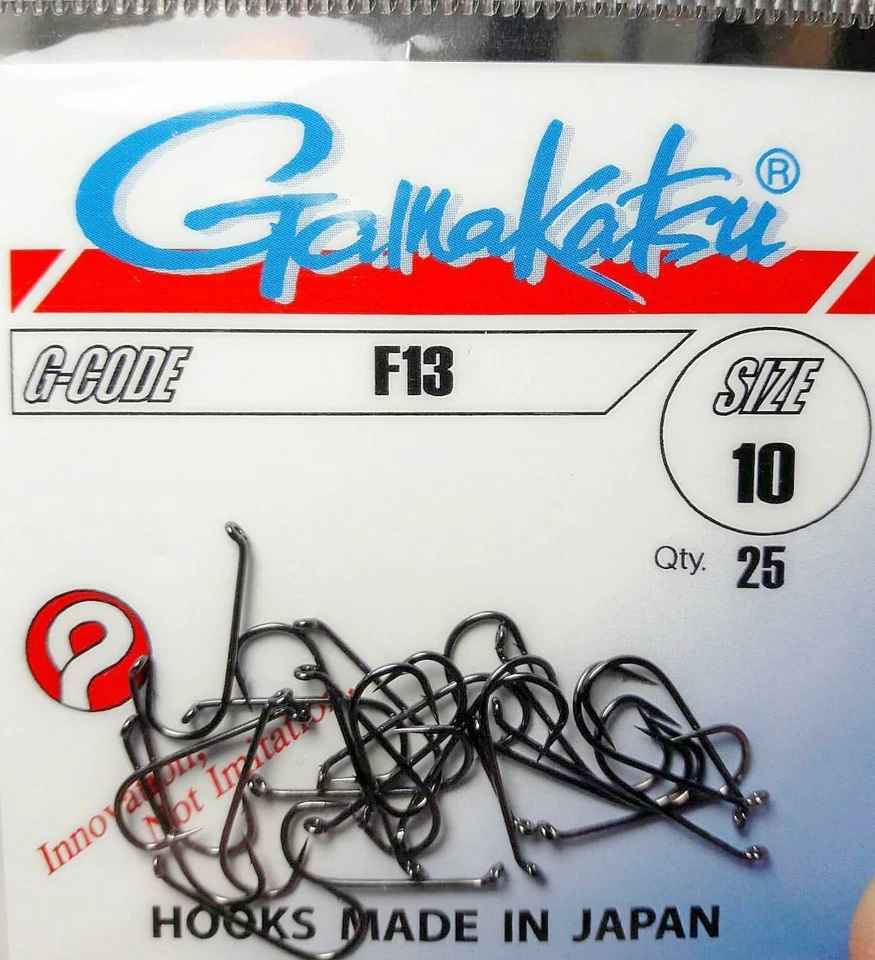 Gamakatsu®
G-CODE F13
SIZE
10
Qty. 25
Innovation,
Not Imitation.
HOOKS MADE IN JAPAN